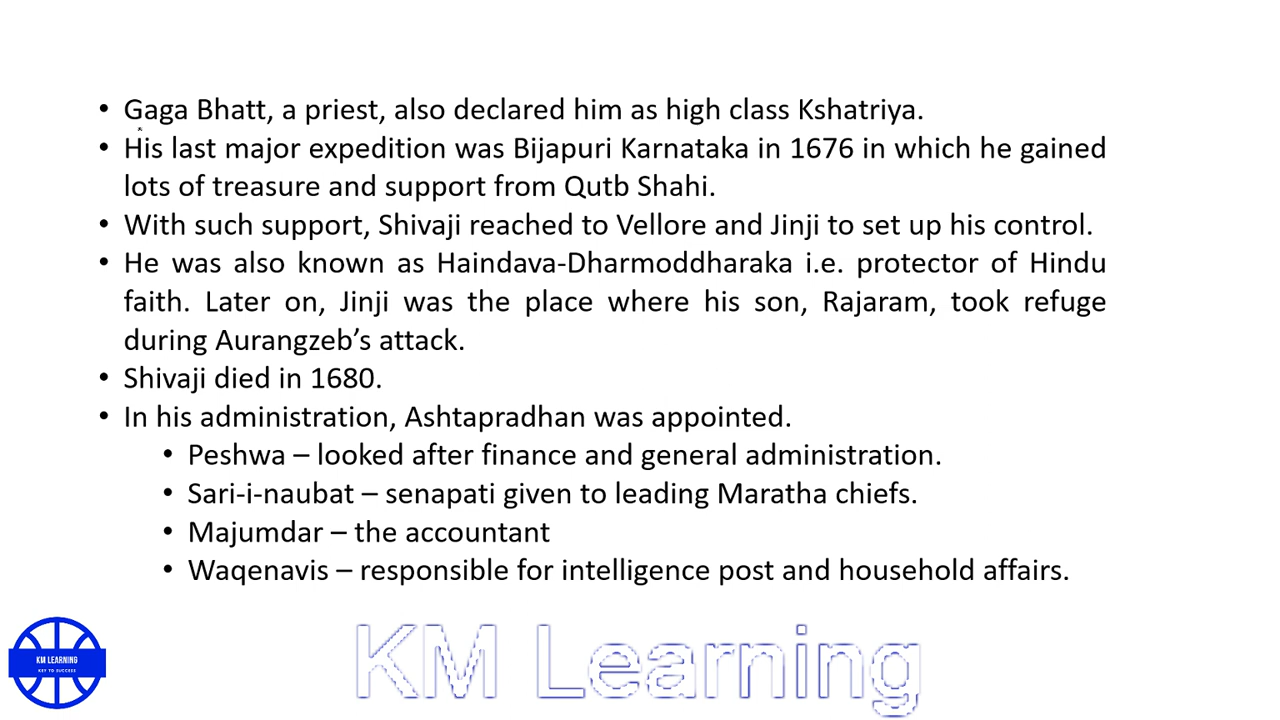 • Gaga Bhatt, a priest, also declared him as high class Kshatriya.
• His last major expedition was Bijapuri Karnataka in 1676 in which he gained
lots of treasure and support from Qutb Shahi.
• With such support, Shivaji reached to Vellore and Jinji to set up his control.
• He was also known as Haindava-Dharmoddharaka i.e. protector of Hindu
faith. Later on, Jinji was the place where his son, Rajaram, took refuge
during Aurangzeb’s attack.
• Shivaji died in 1680.
• In his administration, Ashtapradhan was appointed.
• Peshwa – looked after finance and general administration.
• Sari-i-naubat – senapati given to leading Maratha chiefs.
• Majumdar – the accountant
• Waqenavis – responsible for intelligence post and household affairs.
KM LEARNING
KEY TO SUCCESS
KM Learning